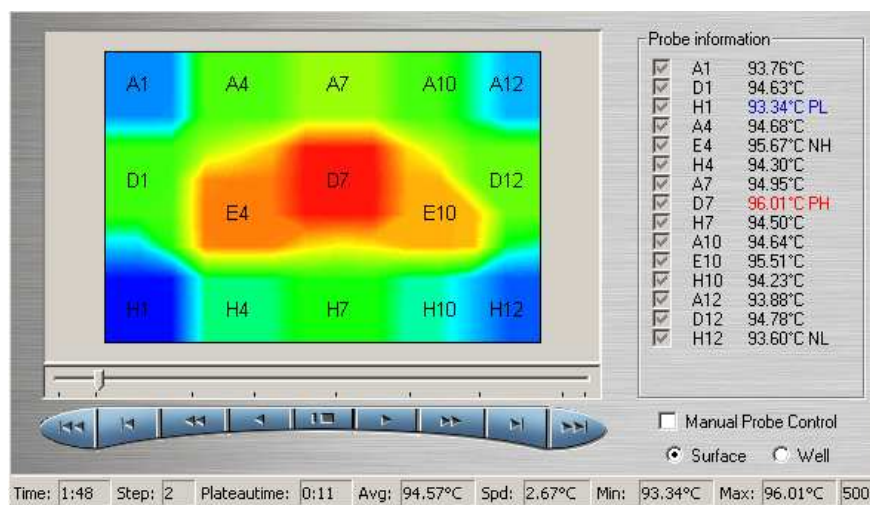 Probe information
A1 93.76°C
D1 94.63°C
H1 93.34°C PL
A4 94.68°C
E4 95.67°C NH
H4 94.30°C
A7 94.95°C
D7 96.01°C PH
H7 94.50°C
A10 94.64°C
E10 95.51°C
H10 94.23°C
A12 93.88°C
D12 94.78°C
H12 93.60°C NL
A1 A4 A7 A10 A12
D1 D7 D12
E4 E10
H1 H4 H7 H10 H12
Manual Probe Control
Surface Well
Time: 1:48 Step: 2 Plateautime: 0:11 Avg: 94.57°C Spd: 2.67°C Min: 93.34°C Max: 96.01°C 500